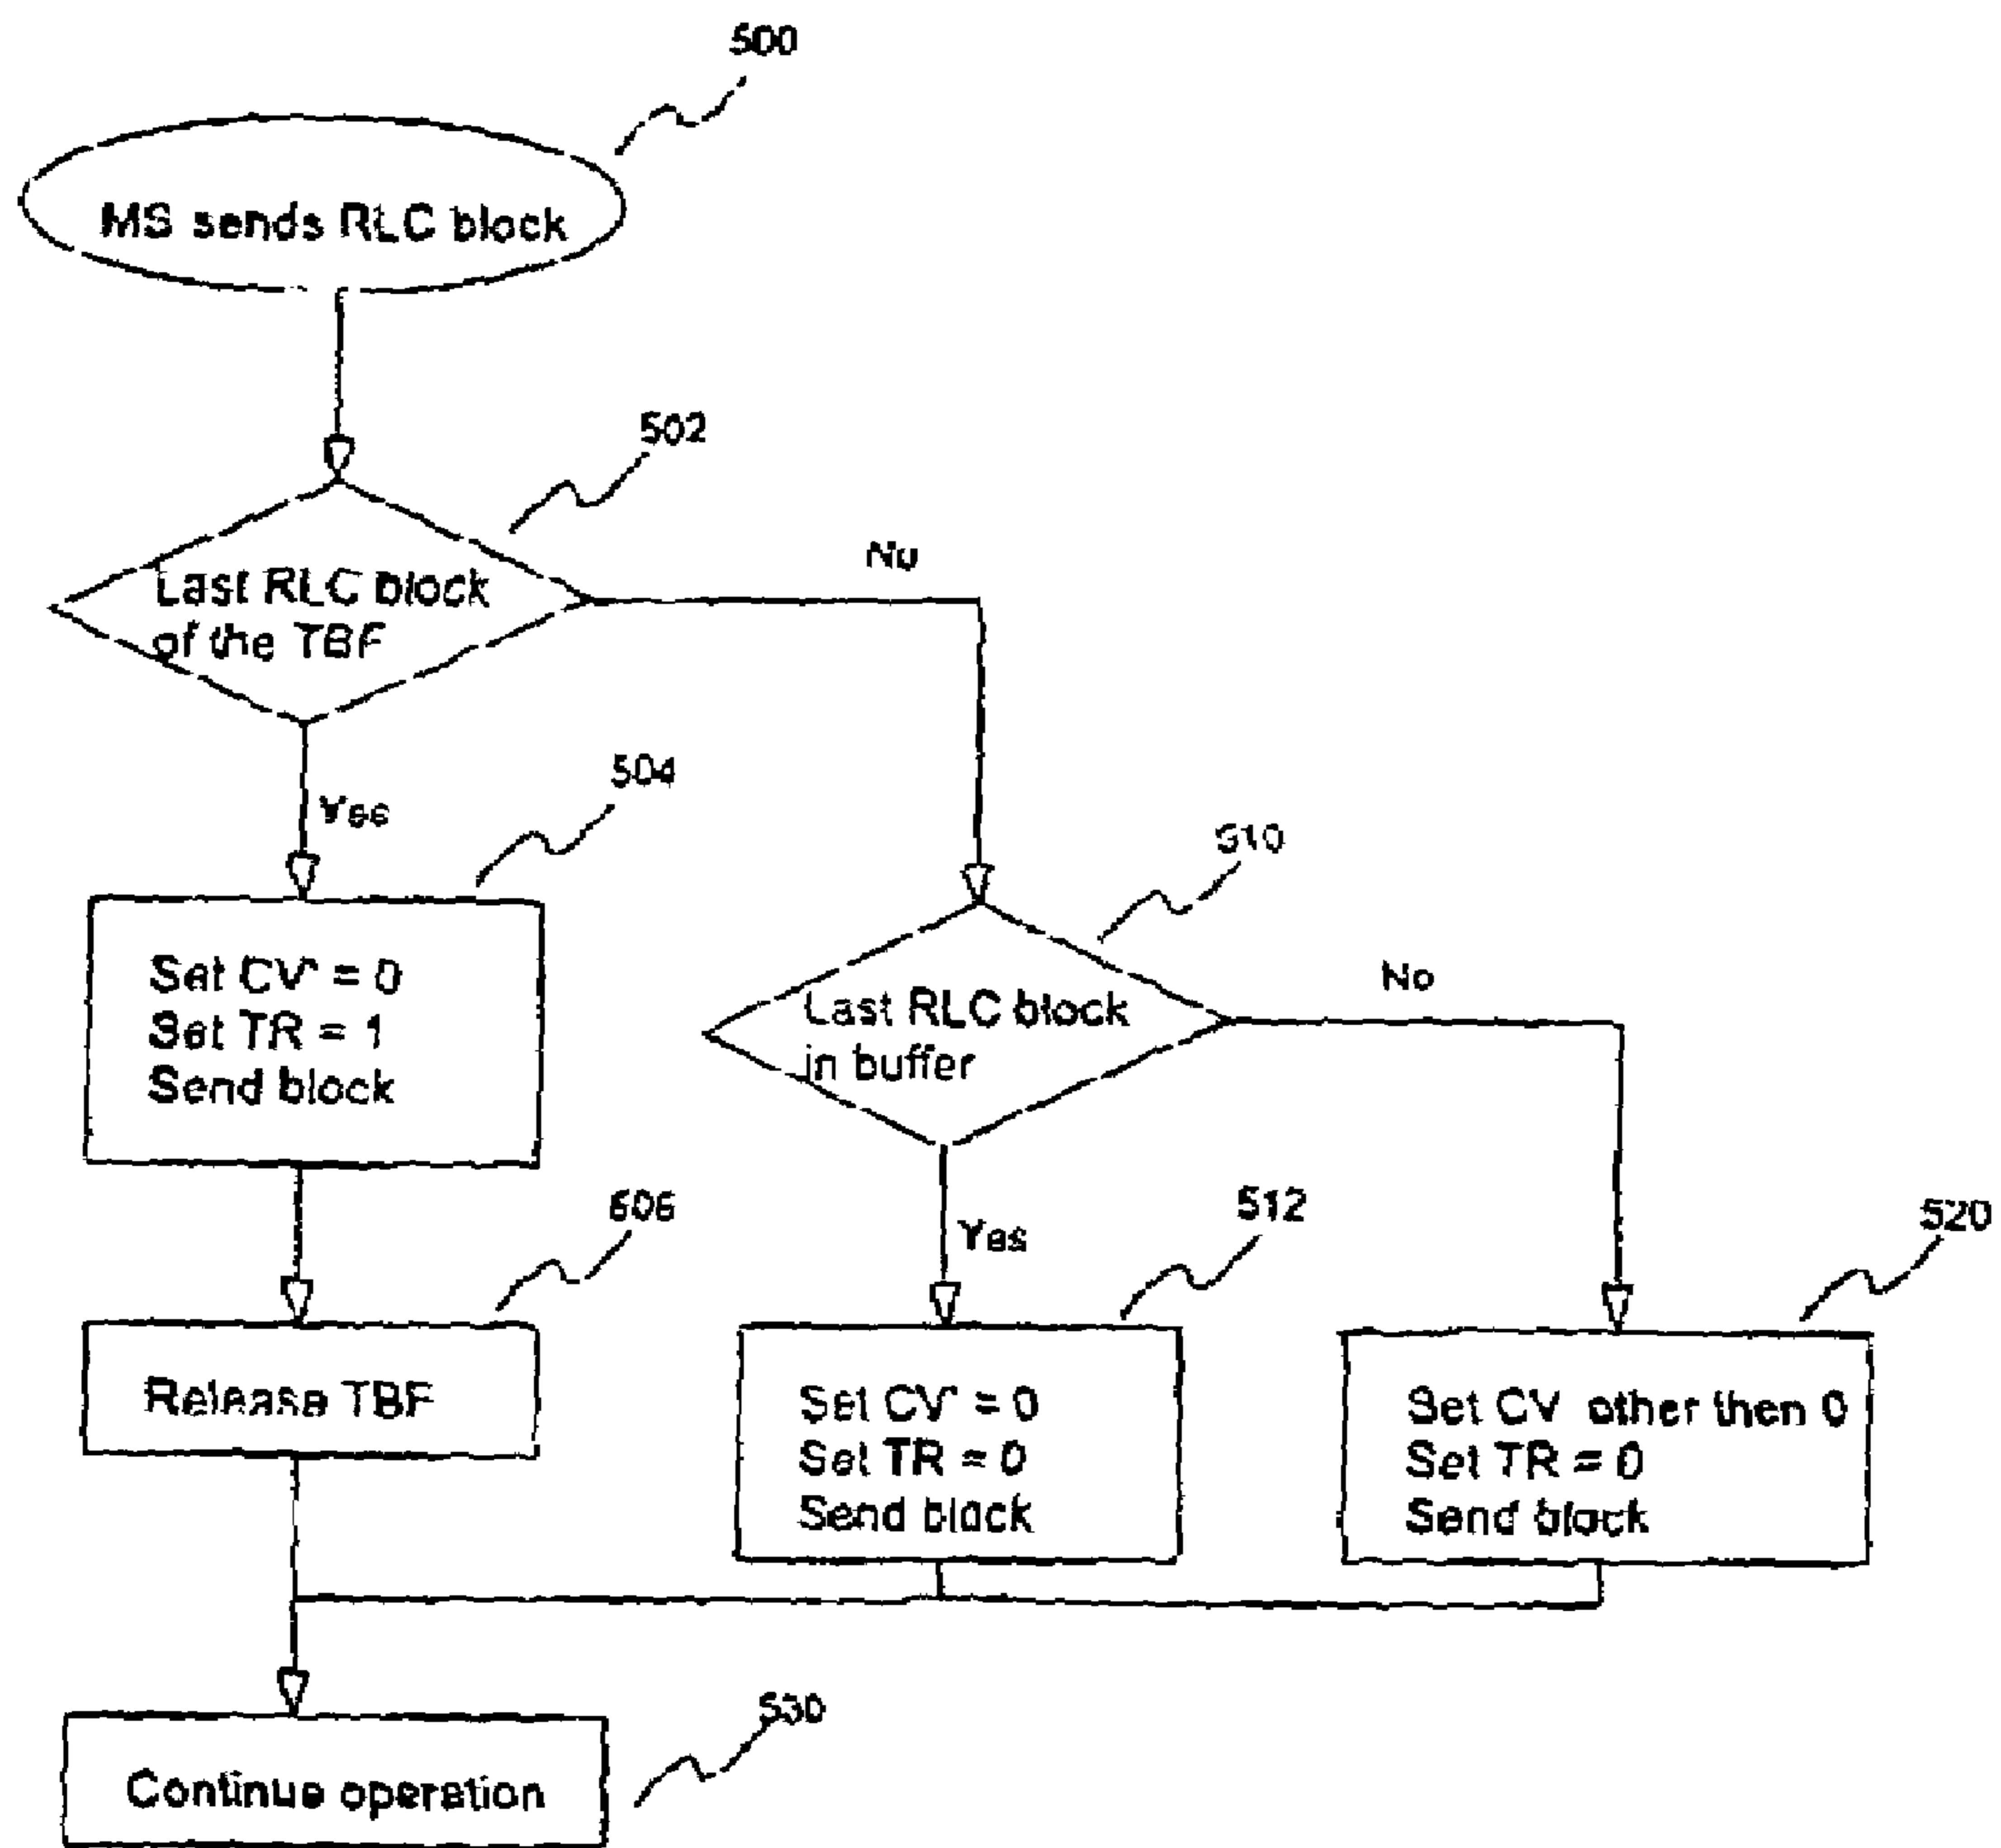 500
MS sends RLC block
502
Last RLC block
of the TBF
No
Yes
504
Set CV' = 0
Set TR = 1
Send block
510
Last RLC block
in buffer
No
Yes
506
Release TBF
512
Set CV' = 0
Set TR = 0
Send block
520
Set CV other then 0
Set TR = 0
Send block
530
Continue operation